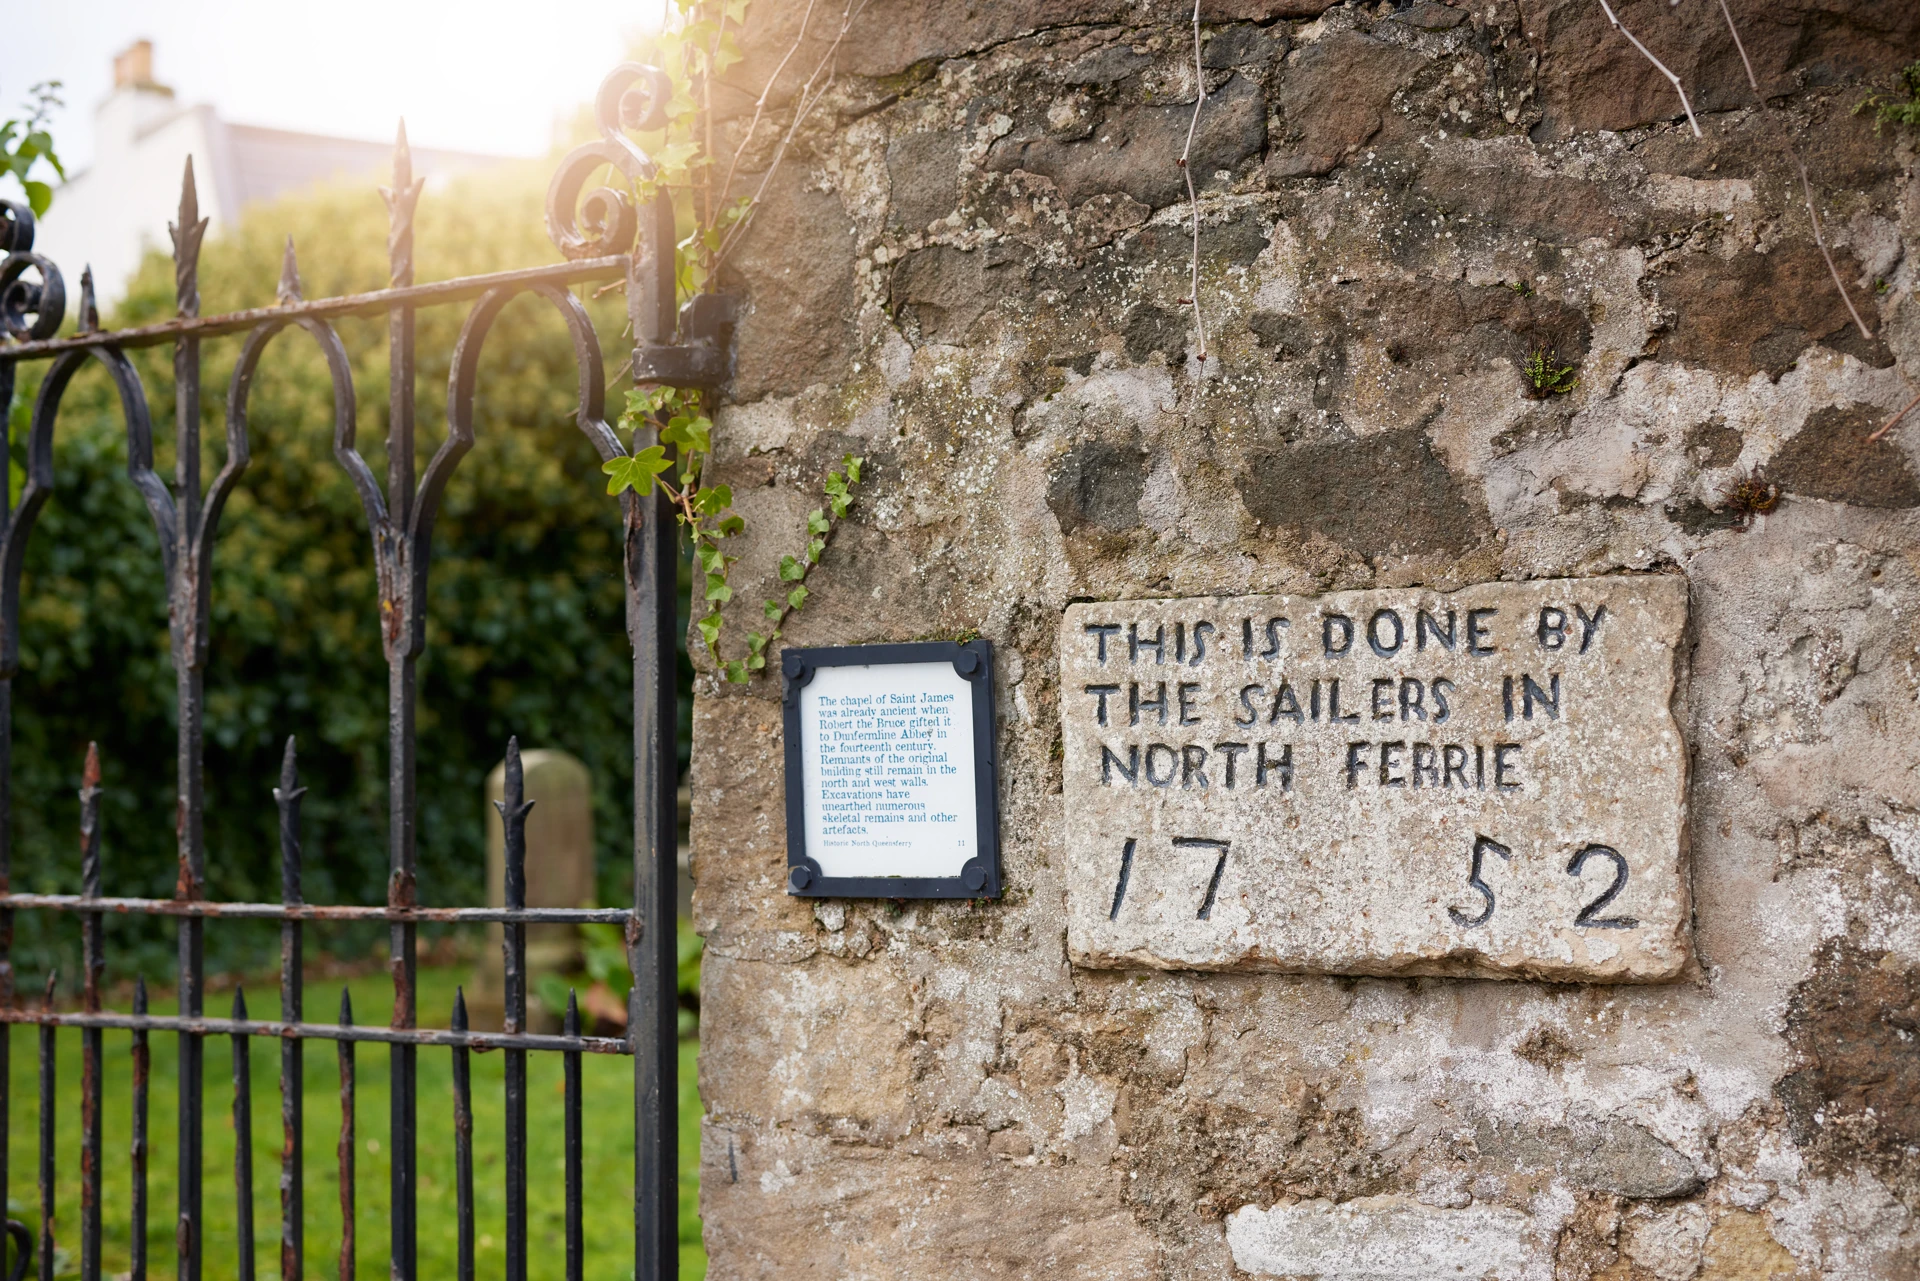 The chapel of Saint James
was already ancient when
Robert the Bruce gifted it
to Dunfermline Abbey in
the fourteenth century.
Remnants of the original
building still remain in the
north and west walls.
Excavations have
unearthed numerous
skeletal remains and other
artefacts.
Historic North Queensferry 11
THIS IS DONE BY
THE SAILERS IN
NORTH FERRIE
17 52